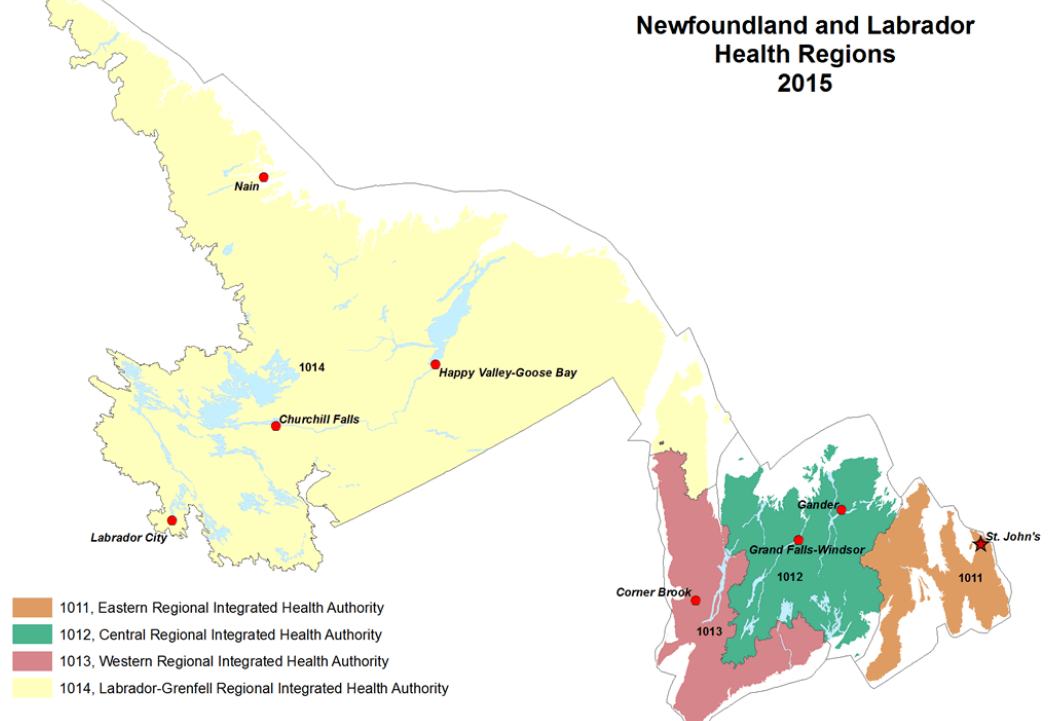 Newfoundland and Labrador
Health Regions
2015
Nain
1014
Happy Valley-Goose Bay
Churchill Falls
Labrador City
Gander
Grand Falls-Windsor
St. John's
1012
1011
Corner Brook
1013
1011, Eastern Regional Integrated Health Authority
1012, Central Regional Integrated Health Authority
1013, Western Regional Integrated Health Authority
1014, Labrador-Grenfell Regional Integrated Health Authority